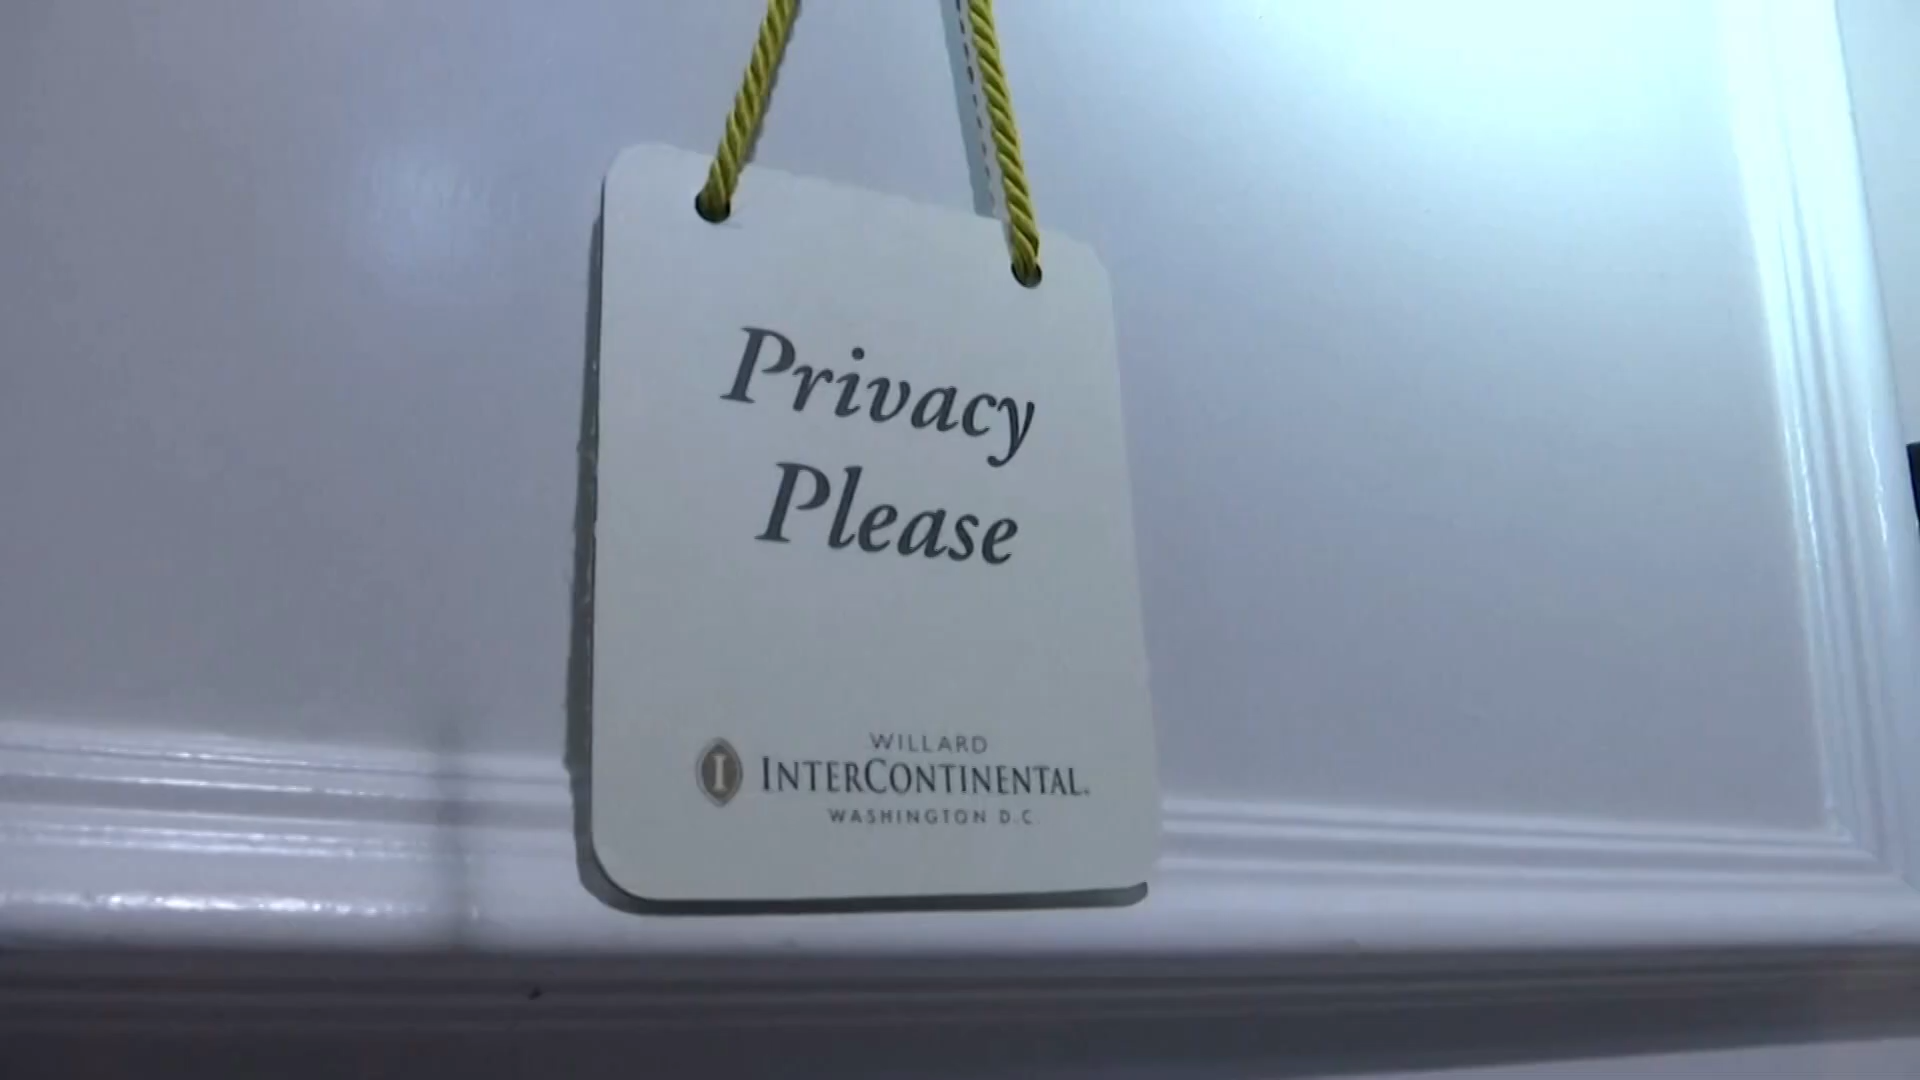 Privacy
Please
WILLARD
I INTERCONTINENTAL.
WASHINGTON D.C.